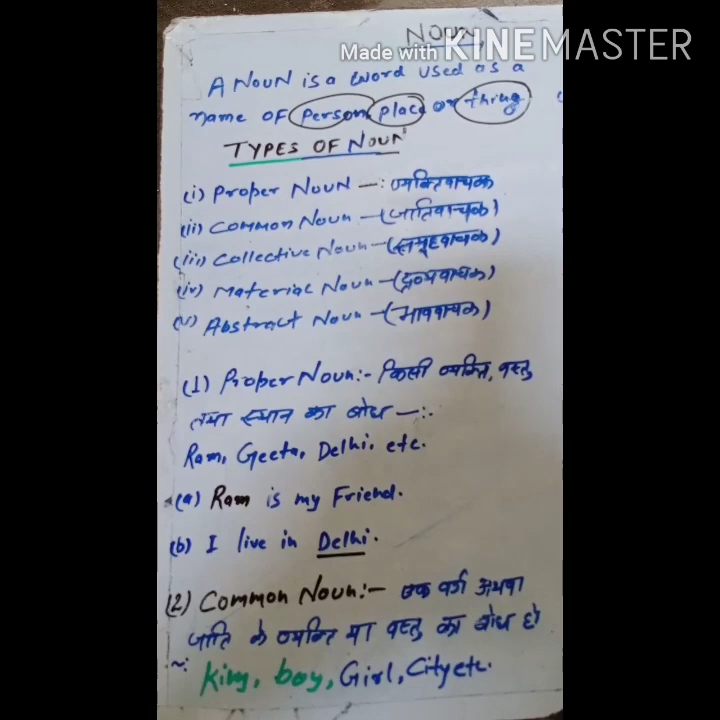 NOUN
Made with KINEMASTER
A NOUN is a word used as a
name OF person, place or thing
TYPES OF NOUN
(i) Proper NOUN -: व्यक्तिवाचक
(ii) COMMON Noun - (जातिवाचक)
(iii) Collective Noun - (समूहवाचक)
(iv) Material Noun - (द्रव्यवाचक)
(v) Abstract Noun - (भाववाचक)
(1) Proper Noun:- किसी व्यक्ति, वस्तु
तथा स्थान का बोध -:-
Ram, Geeta, Delhi, etc.
(a) Ram is my Friend.
(b) I live in Delhi.
(2) Common Noun:- एक वर्ग अथवा
जाति के व्यक्ति या वस्तु का बोध हो
~: King, boy, Girl, City etc.